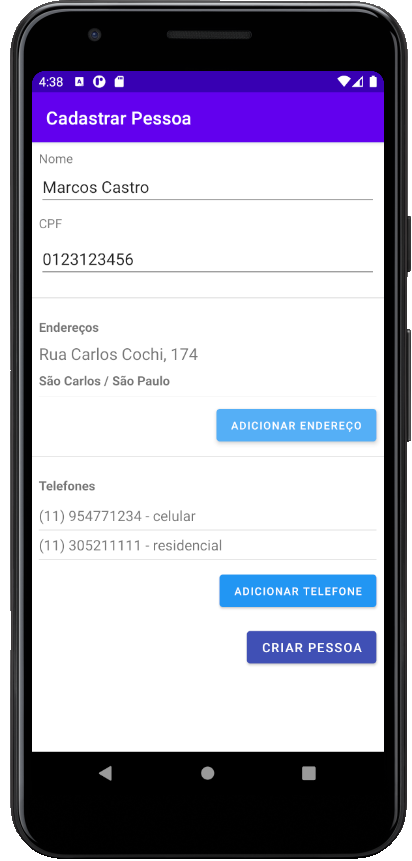 4:38
Cadastrar Pessoa
Nome
Marcos Castro
CPF
0123123456
Endereços
Rua Carlos Cochi, 174
São Carlos / São Paulo
ADICIONAR ENDEREÇO
Telefones
(11) 954771234 - celular
(11) 305211111 - residencial
ADICIONAR TELEFONE
CRIAR PESSOA